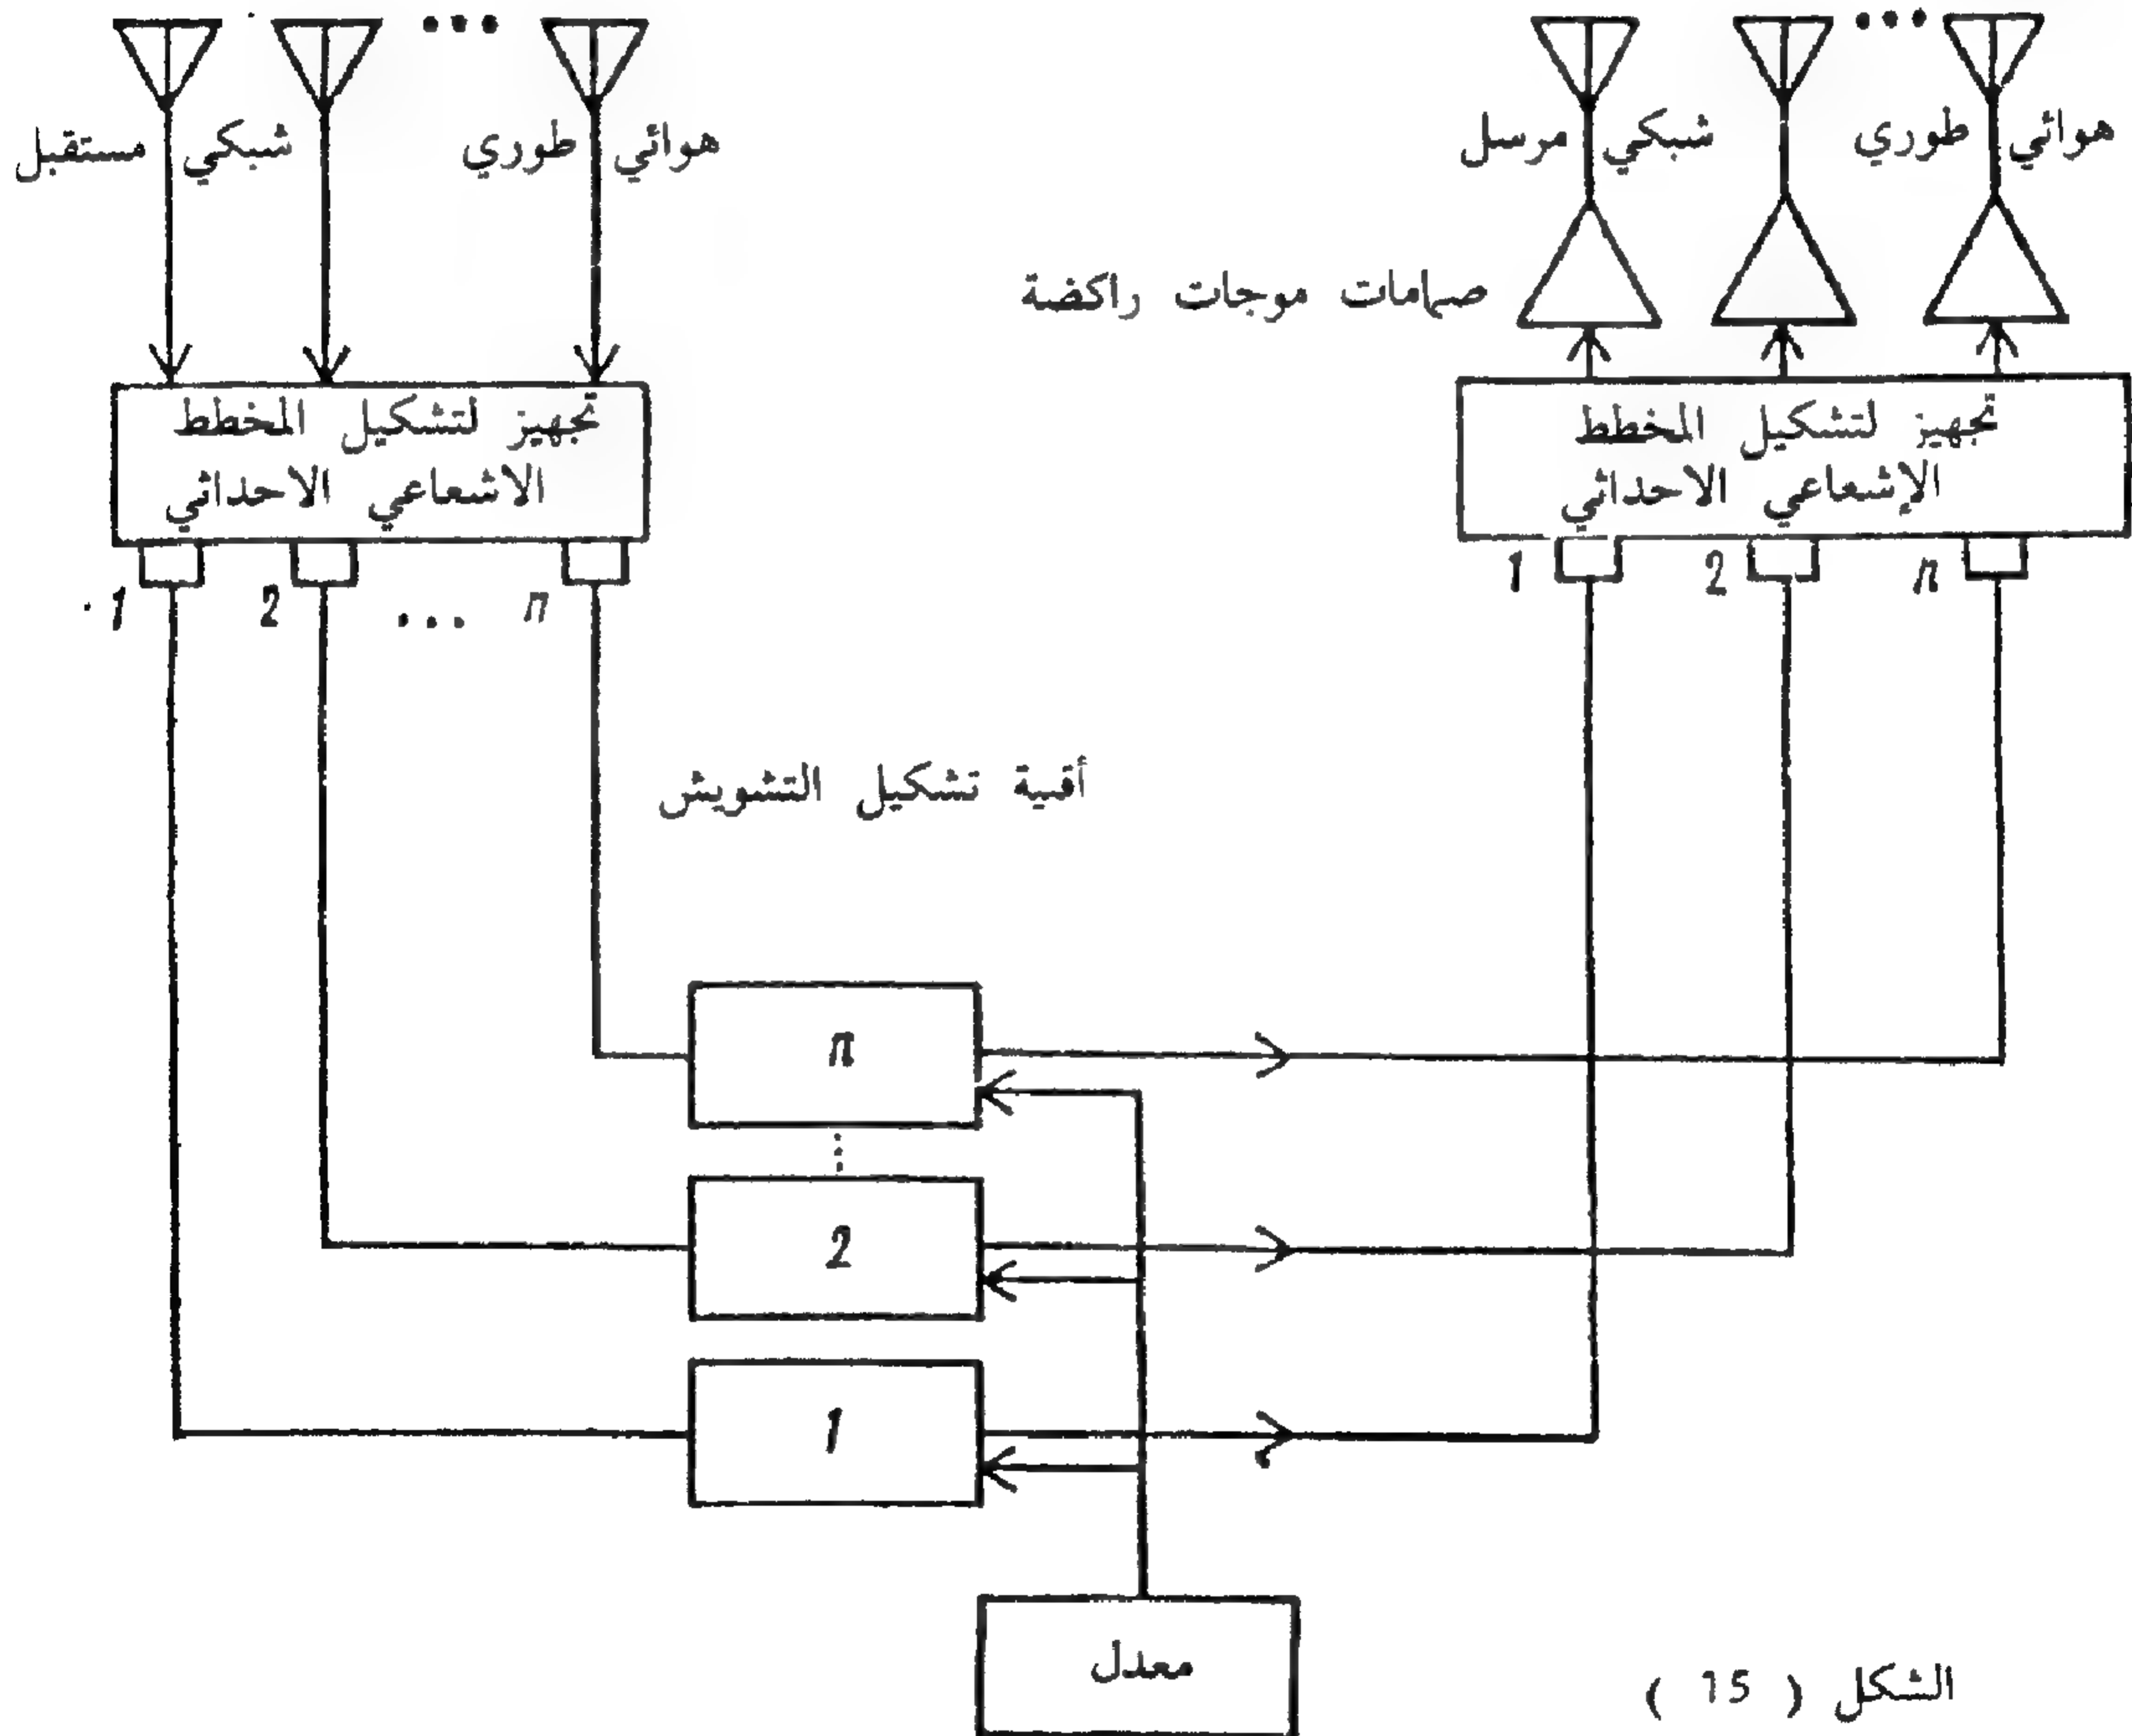 هوائي طوري شبكي مستقبل
هوائي طوري شبكي مرسل
صمامات موجات راكضة
تجهيز لتشكيل المخطط
الاشعاعي الاحداثي
تجهيز لتشكيل المخطط
الإشعاعي الاحداثي
1 2 ... n
1 2 n
أقنية تشكيل التشويش
n
2
1
معدل
الشكل ( 15 )